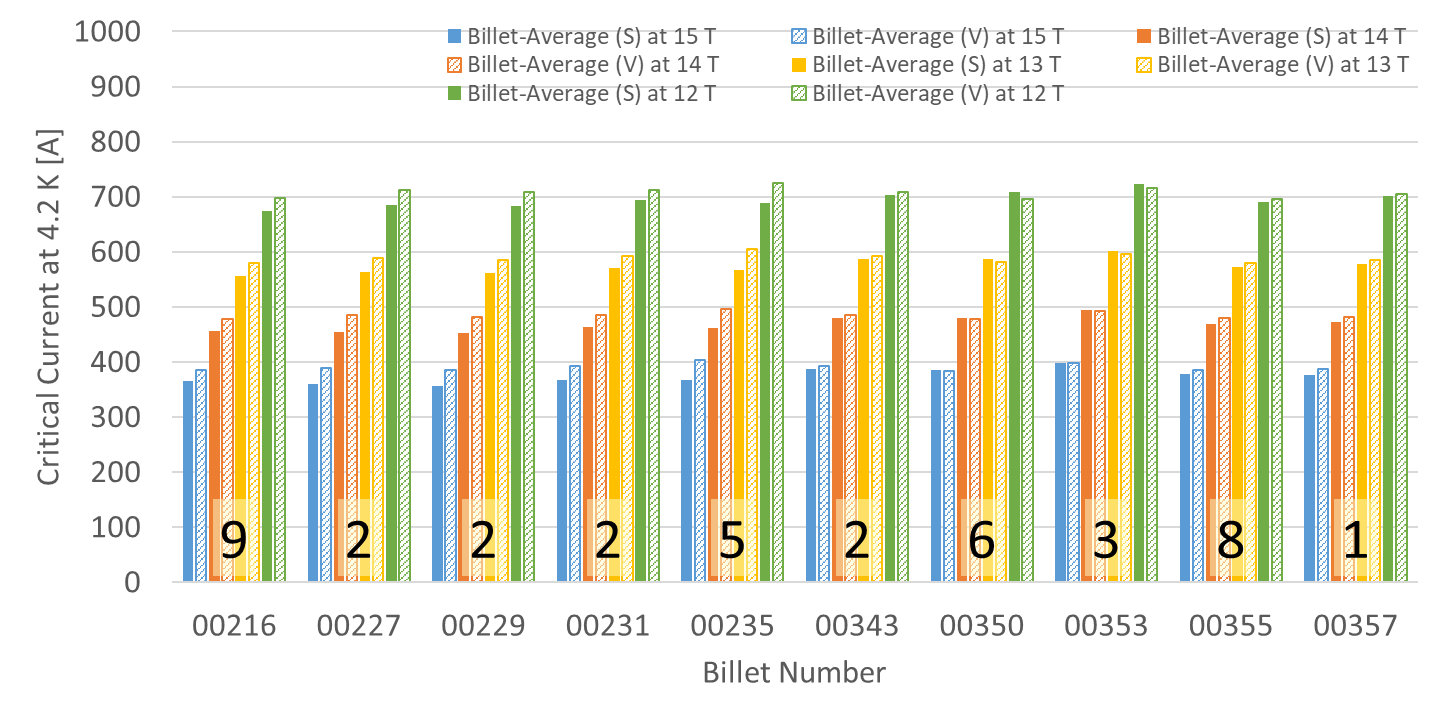 1000
900
800
700
600
500
400
300
200
100
0
Critical Current at 4.2 K [A]
Billet-Average (S) at 15 T Billet-Average (V) at 15 T Billet-Average (S) at 14 T
Billet-Average (V) at 14 T Billet-Average (S) at 13 T Billet-Average (V) at 13 T
Billet-Average (S) at 12 T Billet-Average (V) at 12 T
9 2 2 2 5 2 6 3 8 1
00216 00227 00229 00231 00235 00343 00350 00353 00355 00357
Billet Number